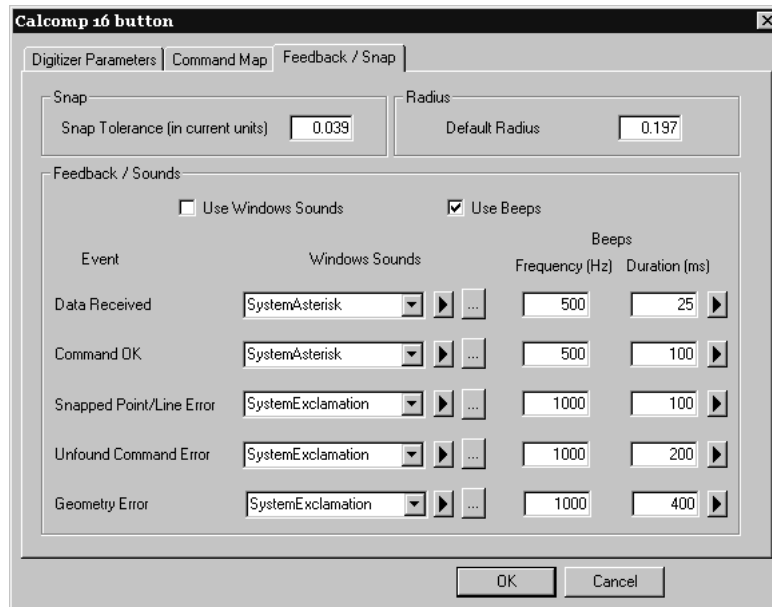 Calcomp 16 button
Digitizer Parameters Command Map Feedback / Snap
Snap Radius
Snap Tolerance (in current units) 0.039 Default Radius 0.197
Feedback / Sounds
Use Windows Sounds Use Beeps
Beeps
Event Windows Sounds Frequency (Hz) Duration (ms)
Data Received SystemAsterisk ... 500 25
Command OK SystemAsterisk ... 500 100
Snapped Point/Line Error SystemExclamation ... 1000 100
Unfound Command Error SystemExclamation ... 1000 200
Geometry Error SystemExclamation ... 1000 400
OK Cancel